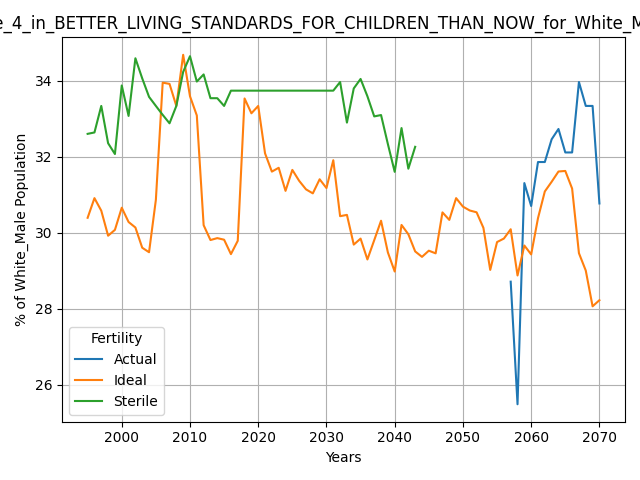 _4_in_BETTER_LIVING_STANDARDS_FOR_CHILDREN_THAN_NOW_for_White_M
34
32
30
28
26
% of White_Male Population
Fertility
Actual
Ideal
Sterile
2000
2010
2020
2030
2040
2050
2060
2070
Years